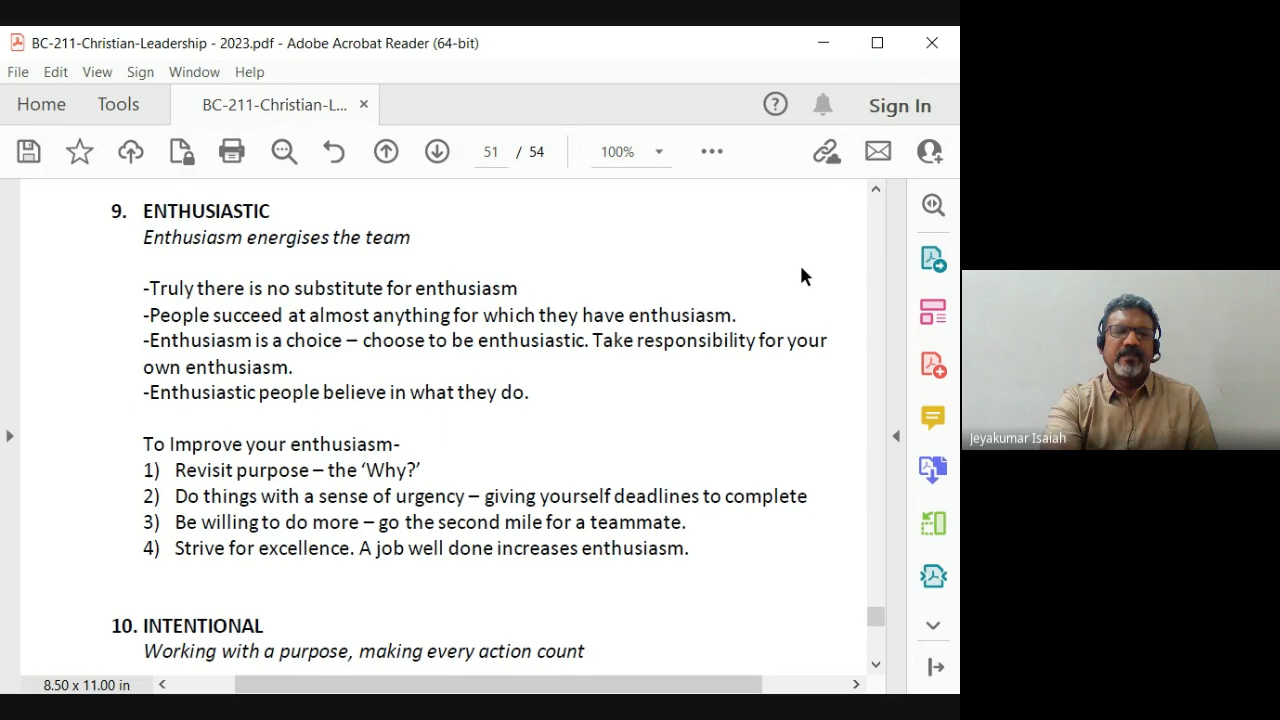 BC-211-Christian-Leadership - 2023.pdf - Adobe Acrobat Reader (64-bit)
File Edit View Sign Window Help
Home Tools BC-211-Christian-L... × Sign In
51 / 54 100%
9. ENTHUSIASTIC
Enthusiasm energises the team
-Truly there is no substitute for enthusiasm
-People succeed at almost anything for which they have enthusiasm.
-Enthusiasm is a choice – choose to be enthusiastic. Take responsibility for your
own enthusiasm.
-Enthusiastic people believe in what they do.
To Improve your enthusiasm-
1) Revisit purpose – the ‘Why?’
2) Do things with a sense of urgency – giving yourself deadlines to complete
3) Be willing to do more – go the second mile for a teammate.
4) Strive for excellence. A job well done increases enthusiasm.
10. INTENTIONAL
Working with a purpose, making every action count
8.50 x 11.00 in
Jeyakumar Isaiah